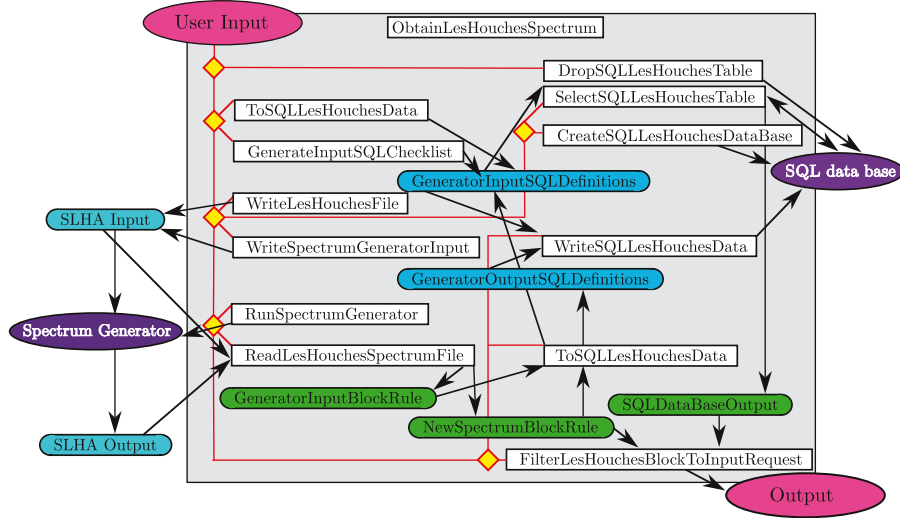 User Input
ObtainLesHouchesSpectrum
DropSQLLesHouchesTable
SelectSQLLesHouchesTable
ToSQLLesHouchesData
CreateSQLLesHouchesDataBase
GenerateInputSQLChecklist
SQL data base
GeneratorInputSQLDefinitions
WriteLesHouchesFile
SLHA Input
WriteSpectrumGeneratorInput
WriteSQLLesHouchesData
GeneratorOutputSQLDefinitions
RunSpectrumGenerator
Spectrum Generator
ReadLesHouchesSpectrumFile
ToSQLLesHouchesData
GeneratorInputBlockRule
SQLDataBaseOutput
NewSpectrumBlockRule
SLHA Output
FilterLesHouchesBlockToInputRequest
Output